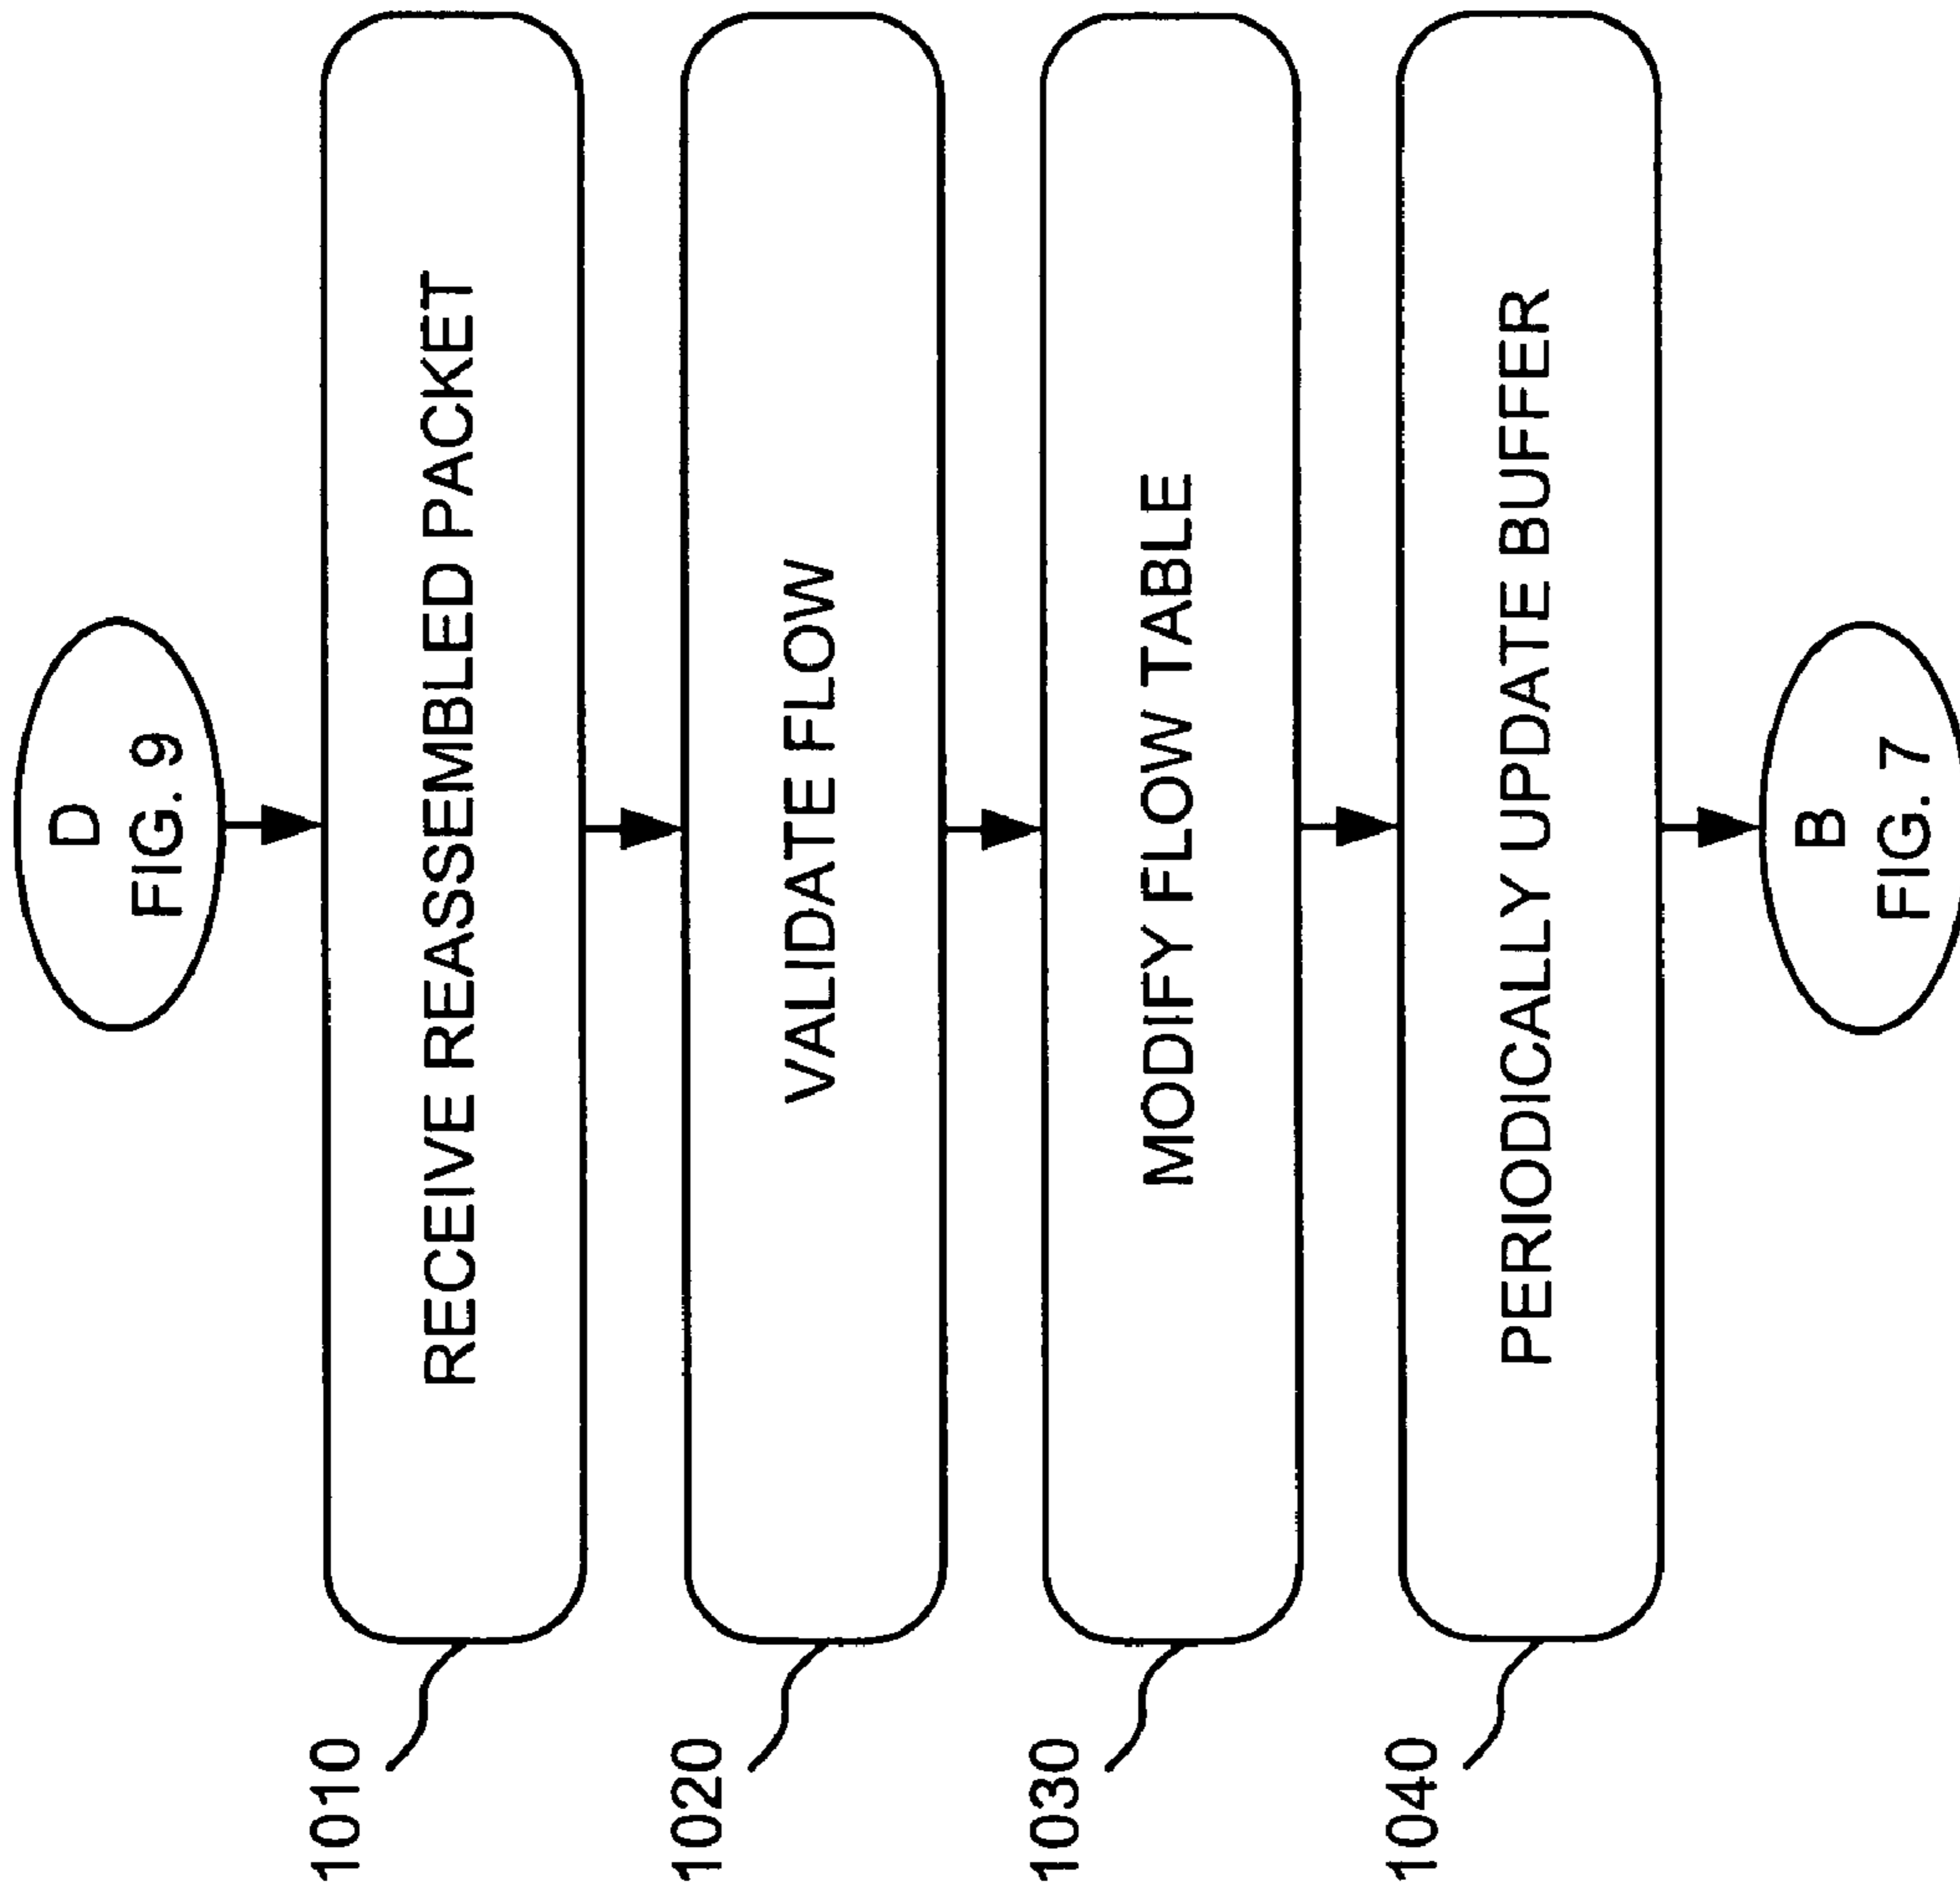 D
FIG. 9
1010
RECEIVE REASSEMBLED PACKET
1020
VALIDATE FLOW
1030
MODIFY FLOW TABLE
1040
PERIODICALLY UPDATE BUFFER
B
FIG. 7